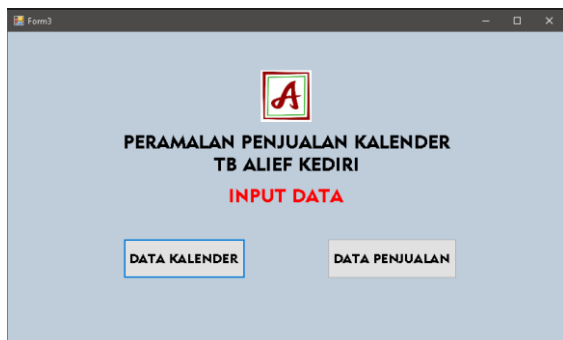 Form3
A
PERAMALAN PENJUALAN KALENDER
TB ALIEF KEDIRI
INPUT DATA
DATA KALENDER
DATA PENJUALAN